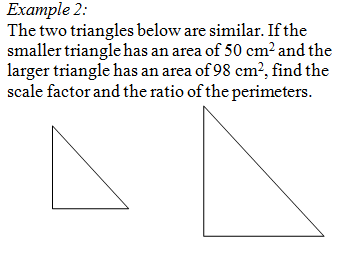 Example 2:
The two triangles below are similar. If the
smaller triangle has an area of 50 cm² and the
larger triangle has an area of 98 cm², find the
scale factor and the ratio of the perimeters.